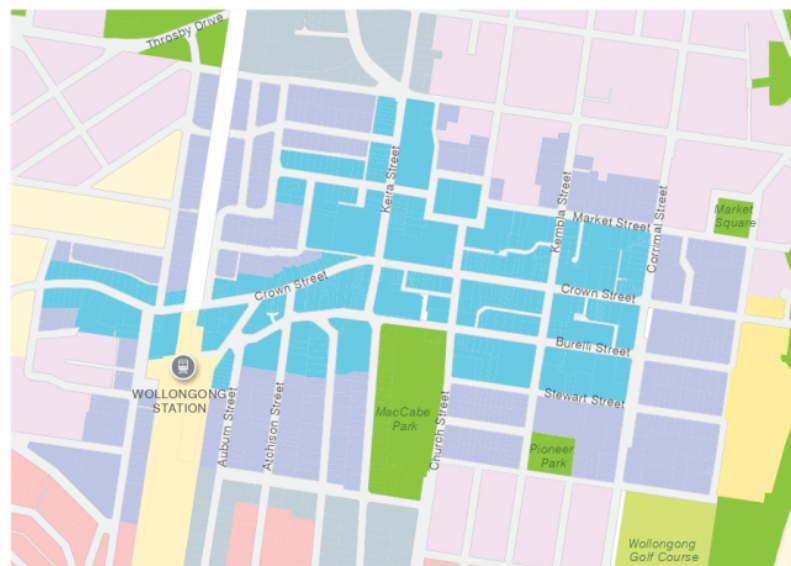 Throsby Drive
Keira Street
Kembla Street
Market Street
Corrimal Street
Market
Square
Crown Street
Crown Street
Burelli Street
WOLLONGONG
STATION
Auburn Street
Atchison Street
MacCabe
Park
Church Street
Stewart Street
Pioneer
Park
Wollongong
Golf Course